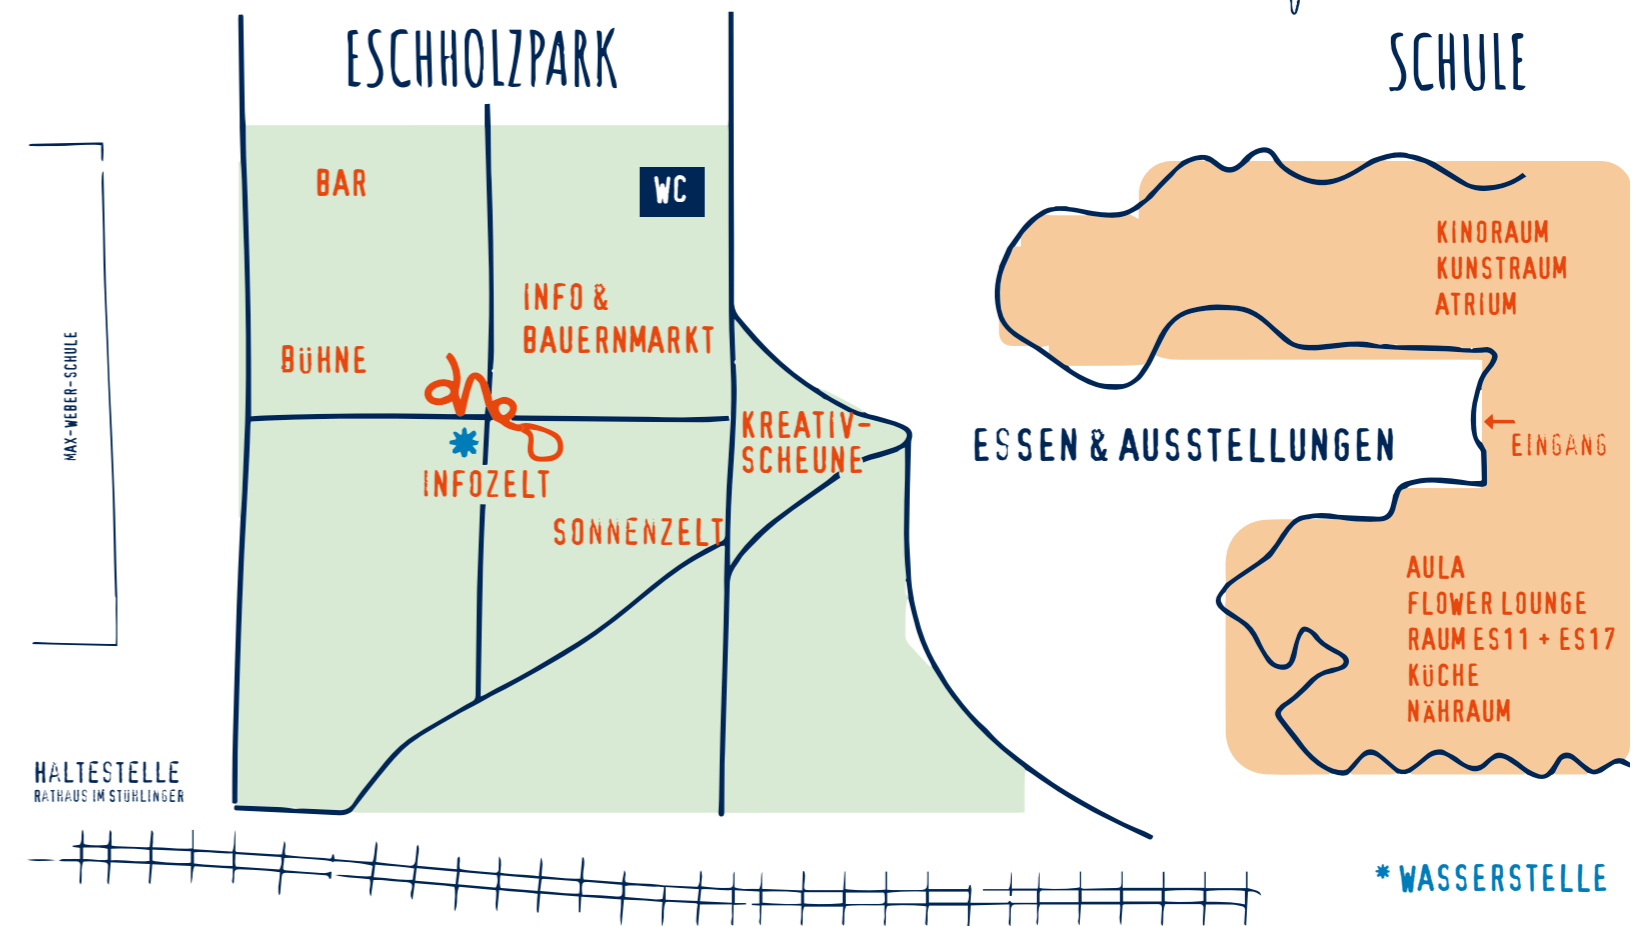 ESCHHOLZPARK
SCHULE
BAR
WC
INFO &
BAUERNMARKT
BÜHNE
INFOZELT
SONNENZELT
KREATIV-
SCHEUNE
MAX-WEBER-SCHULE
ESSEN & AUSSTELLUNGEN
KINORAUM
KUNSTRAUM
ATRIUM
EINGANG
AULA
FLOWER LOUNGE
RAUM ES11 + ES17
KÜCHE
NÄHRAUM
HALTESTELLE
RATHAUS IM STÜHLINGER
* WASSERSTELLE